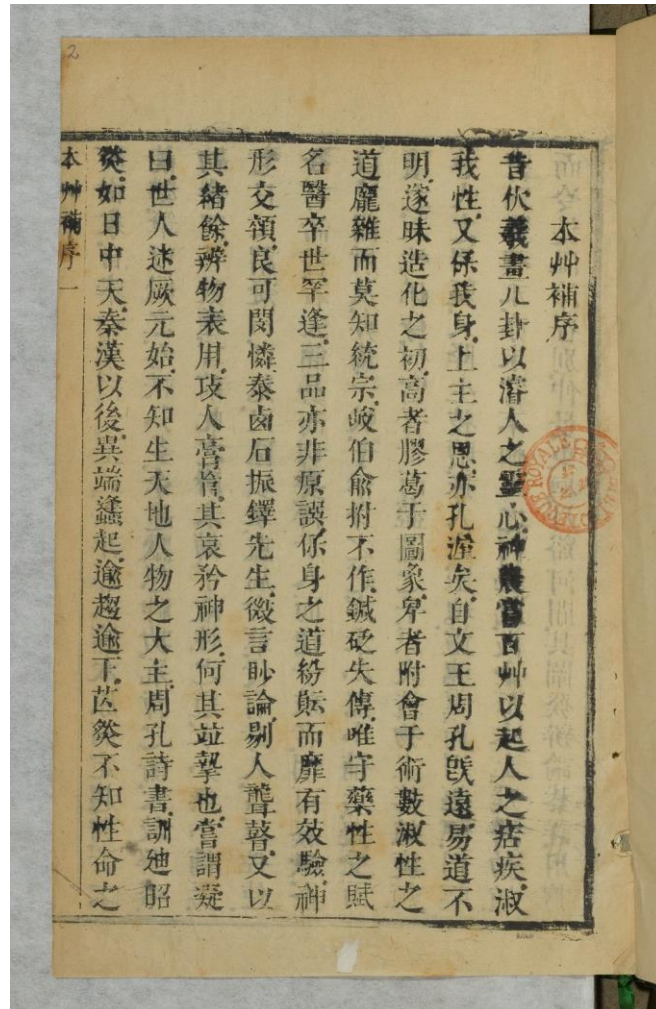 本艸補序
昔伏羲畫八卦以濬人之靈心神農嘗百艸以起人之痞疾淑
我性又保我身上主之恩亦孔渥矣自文王周孔旣遠易道不
明遂昧造化之初高者膠葛于圖象卑者附會于術數淑性之
道龐雜而莫知統宗岐伯俞拊不作鍼砭失傳唯守藥性之賦
名醫卒世罕逢三品亦非原譔保身之道紛紜而靡有效驗神
形交領良可閔憐泰卤石振鐸先生微言眇論剔人聾瞽又以
其緒餘辨物表用攻人膏肓其哀矜神形何其竝摯也嘗謂凝
曰世人迷厥元始不知生天地人物之大主周孔詩書訓廸昭
㷼如日中天秦漢以後異端蠭起逾趨逾下茁㷼不知性命之
本艸補序 一
2